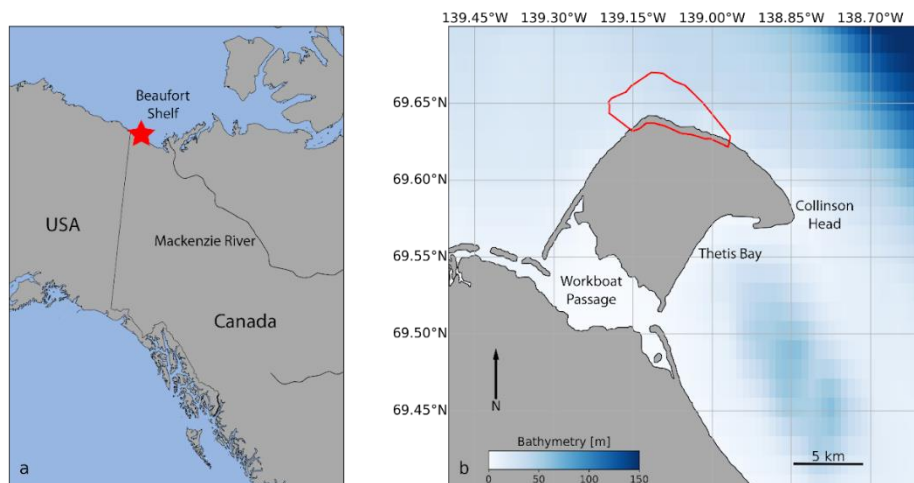 Beaufort
Shelf
USA
Mackenzie River
Canada
a
139.45°W 139.30°W 139.15°W 139.00°W 138.85°W 138.70°W
69.65°N
69.60°N
69.55°N
69.50°N
69.45°N
Collinson
Head
Thetis Bay
Workboat
Passage
N
Bathymetry [m]
0 50 100 150
5 km
b